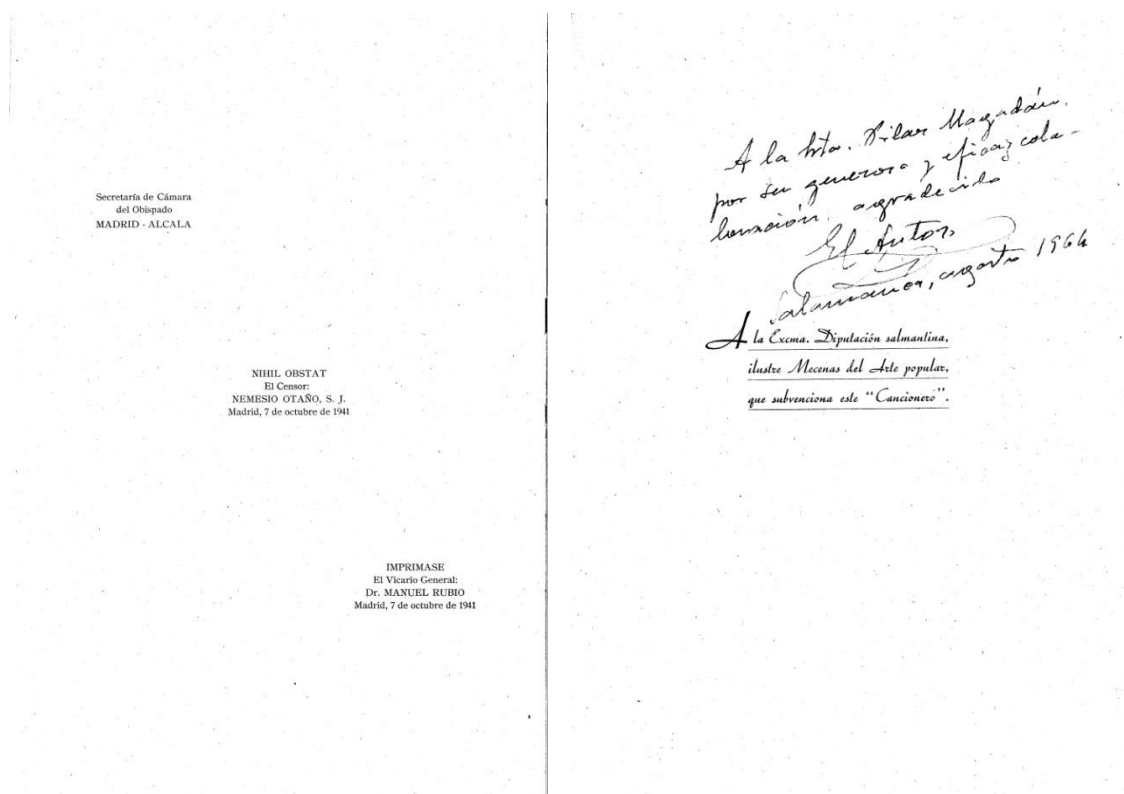 Secretaría de Cámara
del Obispado
MADRID - ALCALA
NIHIL OBSTAT
El Censor:
NEMESIO OTAÑO, S. J.
Madrid, 7 de octubre de 1941
IMPRIMASE
El Vicario General:
Dr. MANUEL RUBIO
Madrid, 7 de octubre de 1941
A la Srta. Pilar Magadán,
por su generosa y eficaz cola-
boración, agradecido
El Autor
Salamanca, agosto 1964
A la Excma. Diputación salmantina,
ilustre Mecenas del Arte popular,
que subvenciona este "Cancionero".